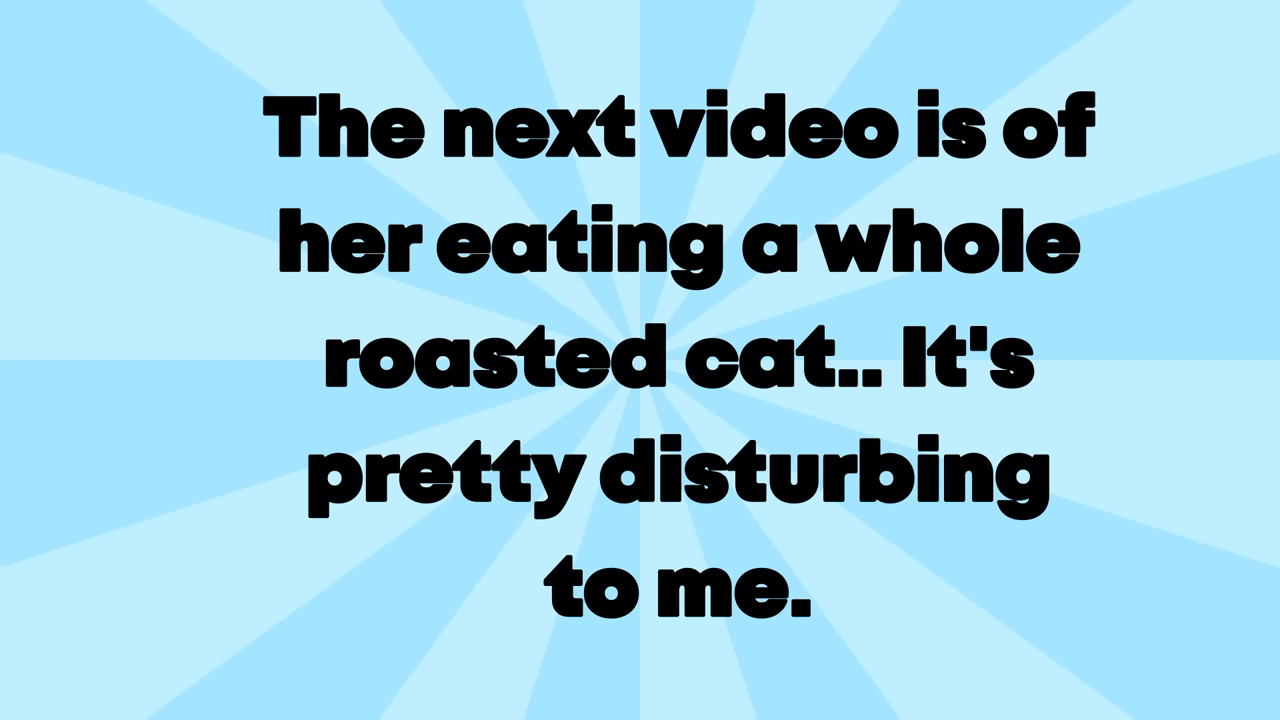 The next video is of
her eating a whole
roasted cat.. It's
pretty disturbing
to me.